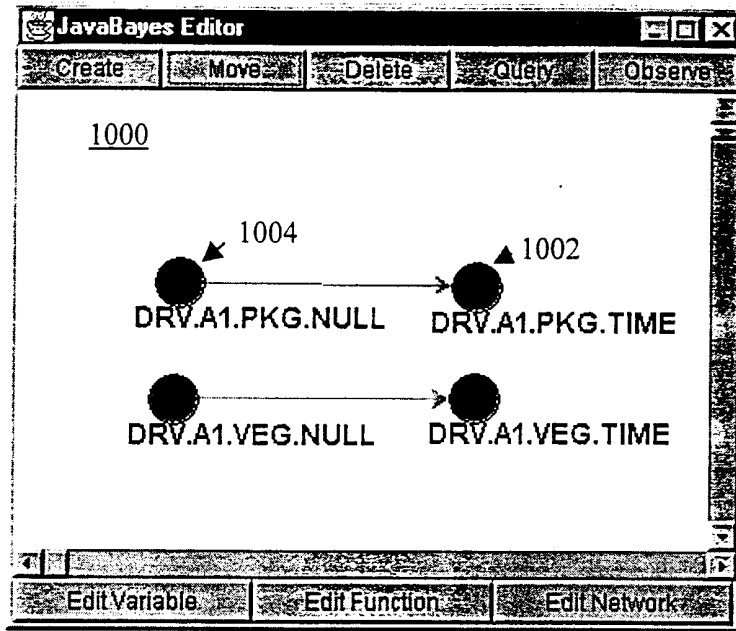 JavaBayes Editor
Create Move Delete Query Observe
1000
1004
1002
DRV.A1.PKG.NULL DRV.A1.PKG.TIME
DRV.A1.VEG.NULL DRV.A1.VEG.TIME
Edit Variable Edit Function Edit Network